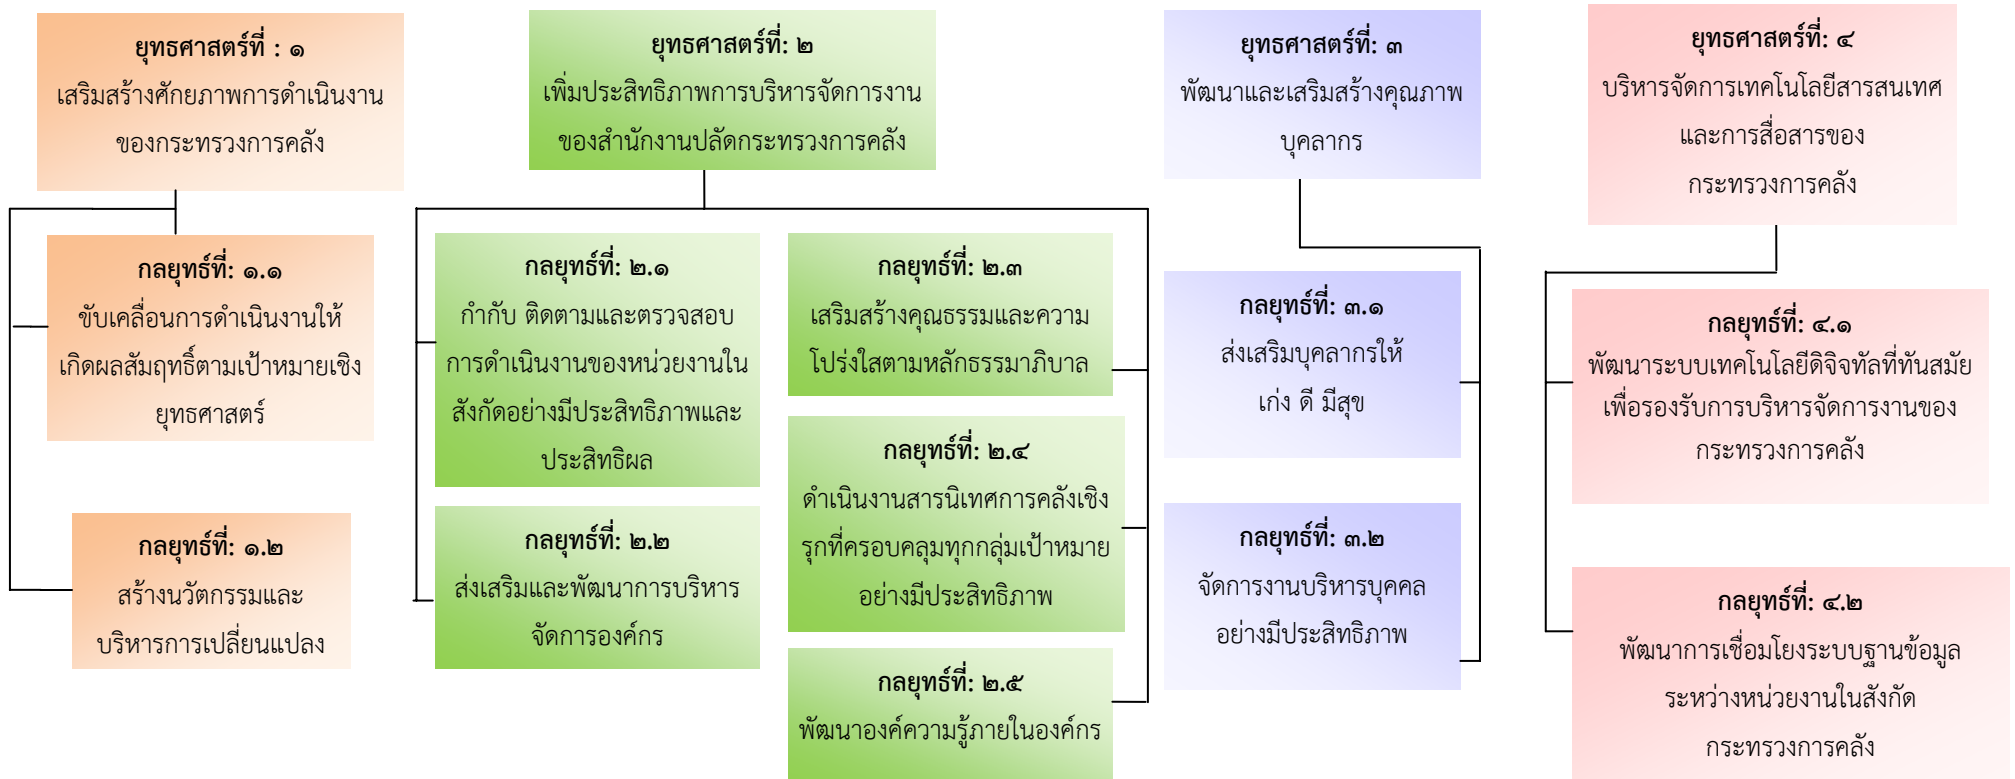 ยุทธศาสตร์ที่ : ๑
เสริมสร้างศักยภาพการดำเนินงาน
ของกระทรวงการคลัง
กลยุทธ์ที่: ๑.๑
ขับเคลื่อนการดำเนินงานให้
เกิดผลสัมฤทธิ์ตามเป้าหมายเชิง
ยุทธศาสตร์
กลยุทธ์ที่: ๑.๒
สร้างนวัตกรรมและ
บริหารการเปลี่ยนแปลง
ยุทธศาสตร์ที่: ๒
เพิ่มประสิทธิภาพการบริหารจัดการงาน
ของสำนักงานปลัดกระทรวงการคลัง
กลยุทธ์ที่: ๒.๑
กำกับ ติดตามและตรวจสอบ
การดำเนินงานของหน่วยงานใน
สังกัดอย่างมีประสิทธิภาพและ
ประสิทธิผล
กลยุทธ์ที่: ๒.๒
ส่งเสริมและพัฒนาการบริหาร
จัดการองค์กร
กลยุทธ์ที่: ๒.๓
เสริมสร้างคุณธรรมและความ
โปร่งใสตามหลักธรรมาภิบาล
กลยุทธ์ที่: ๒.๔
ดำเนินงานสารนิเทศการคลังเชิง
รุกที่ครอบคลุมทุกกลุ่มเป้าหมาย
อย่างมีประสิทธิภาพ
กลยุทธ์ที่: ๒.๕
พัฒนาองค์ความรู้ภายในองค์กร
ยุทธศาสตร์ที่: ๓
พัฒนาและเสริมสร้างคุณภาพ
บุคลากร
กลยุทธ์ที่: ๓.๑
ส่งเสริมบุคลากรให้
เก่ง ดี มีสุข
กลยุทธ์ที่: ๓.๒
จัดการงานบริหารบุคคล
อย่างมีประสิทธิภาพ
ยุทธศาสตร์ที่: ๔
บริหารจัดการเทคโนโลยีสารสนเทศ
และการสื่อสารของ
กระทรวงการคลัง
กลยุทธ์ที่: ๔.๑
พัฒนาระบบเทคโนโลยีดิจิจทัลที่ทันสมัย
เพื่อรองรับการบริหารจัดการงานของ
กระทรวงการคลัง
กลยุทธ์ที่: ๔.๒
พัฒนาการเชื่อมโยงระบบฐานข้อมูล
ระหว่างหน่วยงานในสังกัด
กระทรวงการคลัง